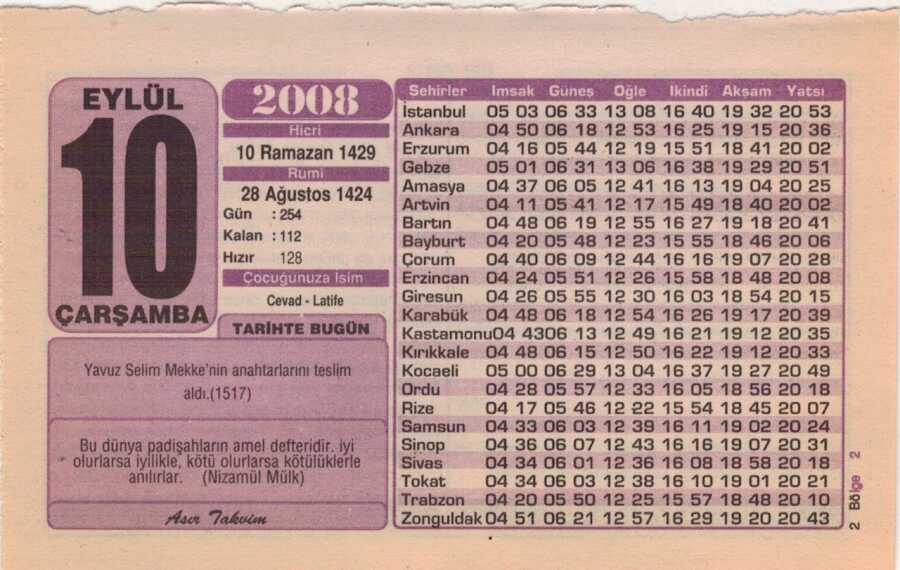 EYLÜL
10
ÇARŞAMBA
2008
Hicri
10 Ramazan 1429
Rumi
28 Ağustos 1424
Gün : 254
Kalan : 112
Hızır 128
Çocuğunuza İsim
Cevad - Latife
TARİHTE BUGÜN
Yavuz Selim Mekke'nin anahtarlarını teslim
aldı.(1517)
Bu dünya padişahların amel defteridir. iyi
olurlarsa iyilikle, kötü olurlarsa kötülüklerle
anılırlar. (Nizamül Mülk)
Asır Takvim
Şehirler İmsak Güneş Öğle İkindi Akşam Yatsı
İstanbul 05 03 06 33 13 08 16 40 19 32 20 53
Ankara 04 50 06 18 12 53 16 25 19 15 20 36
Erzurum 04 16 05 44 12 19 15 51 18 41 20 02
Gebze 05 01 06 31 13 06 16 38 19 29 20 51
Amasya 04 37 06 05 12 41 16 13 19 04 20 25
Artvin 04 11 05 41 12 17 15 49 18 40 20 02
Bartın 04 48 06 19 12 55 16 27 19 18 20 41
Bayburt 04 20 05 48 12 23 15 55 18 46 20 06
Çorum 04 40 06 09 12 44 16 16 19 07 20 28
Erzincan 04 24 05 51 12 26 15 58 18 48 20 08
Giresun 04 26 05 55 12 30 16 03 18 54 20 15
Karabük 04 48 06 18 12 54 16 26 19 17 20 39
Kastamonu04 4306 13 12 49 16 21 19 12 20 35
Kırıkkale 04 48 06 15 12 50 16 22 19 12 20 33
Kocaeli 05 00 06 29 13 04 16 37 19 27 20 49
Ordu 04 28 05 57 12 33 16 05 18 56 20 18
Rize 04 17 05 46 12 22 15 54 18 45 20 07
Samsun 04 33 06 03 12 39 16 11 19 02 20 24
Sinop 04 36 06 07 12 43 16 16 19 07 20 31
Sivas 04 34 06 01 12 36 16 08 18 58 20 18
Tokat 04 34 06 03 12 38 16 10 19 01 20 21
Trabzon 04 20 05 50 12 25 15 57 18 48 20 10
Zonguldak 04 51 06 21 12 57 16 29 19 20 20 43
2 Bölge 2